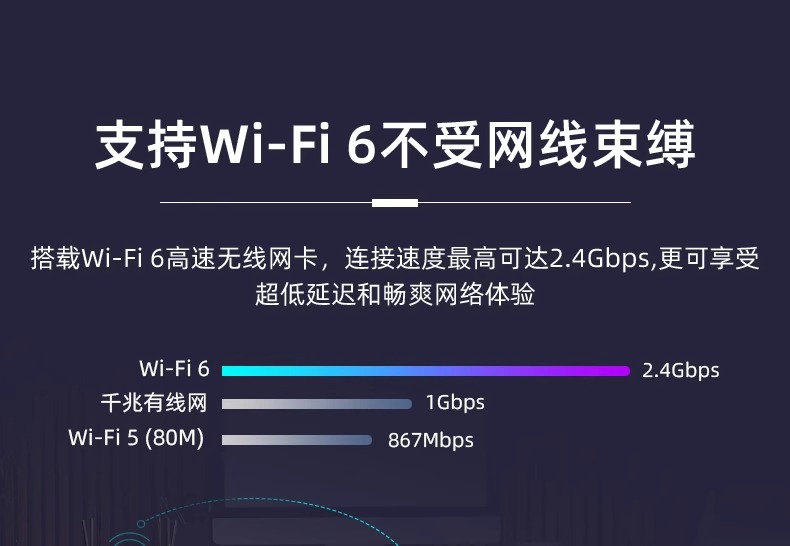 支持Wi-Fi 6不受网线束缚
搭载Wi-Fi 6高速无线网卡，连接速度最高可达2.4Gbps,更可享受
超低延迟和畅爽网络体验
Wi-Fi 6 2.4Gbps
千兆有线网 1Gbps
Wi-Fi 5 (80M) 867Mbps